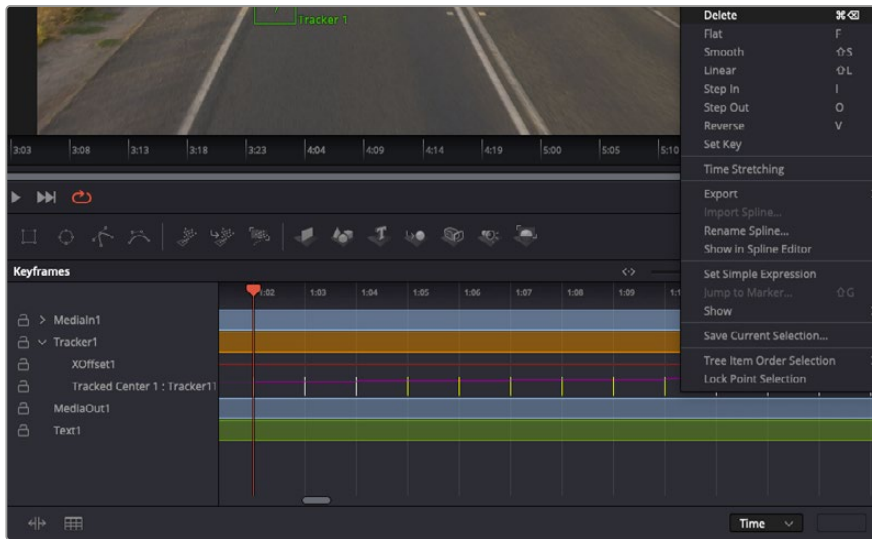 Tracker 1
Delete ⌘⌫
Flat F
Smooth ⇧S
Linear ⇧L
Step In I
Step Out O
Reverse V
Set Key
Time Stretching
Export
Import Spline...
Rename Spline...
Show in Spline Editor
Set Simple Expression
Jump to Marker... ⇧G
Show
Save Current Selection...
Tree Item Order Selection
Lock Point Selection
3:03 3:08 3:13 3:18 3:23 4:04 4:09 4:14 4:19 5:00 5:05 5:10
Keyframes
1:02 1:03 1:04 1:05 1:06 1:07 1:08 1:09 1:1
MediaIn1
Tracker1
XOffset1
Tracked Center 1 : Tracker11
MediaOut1
Text1
Time